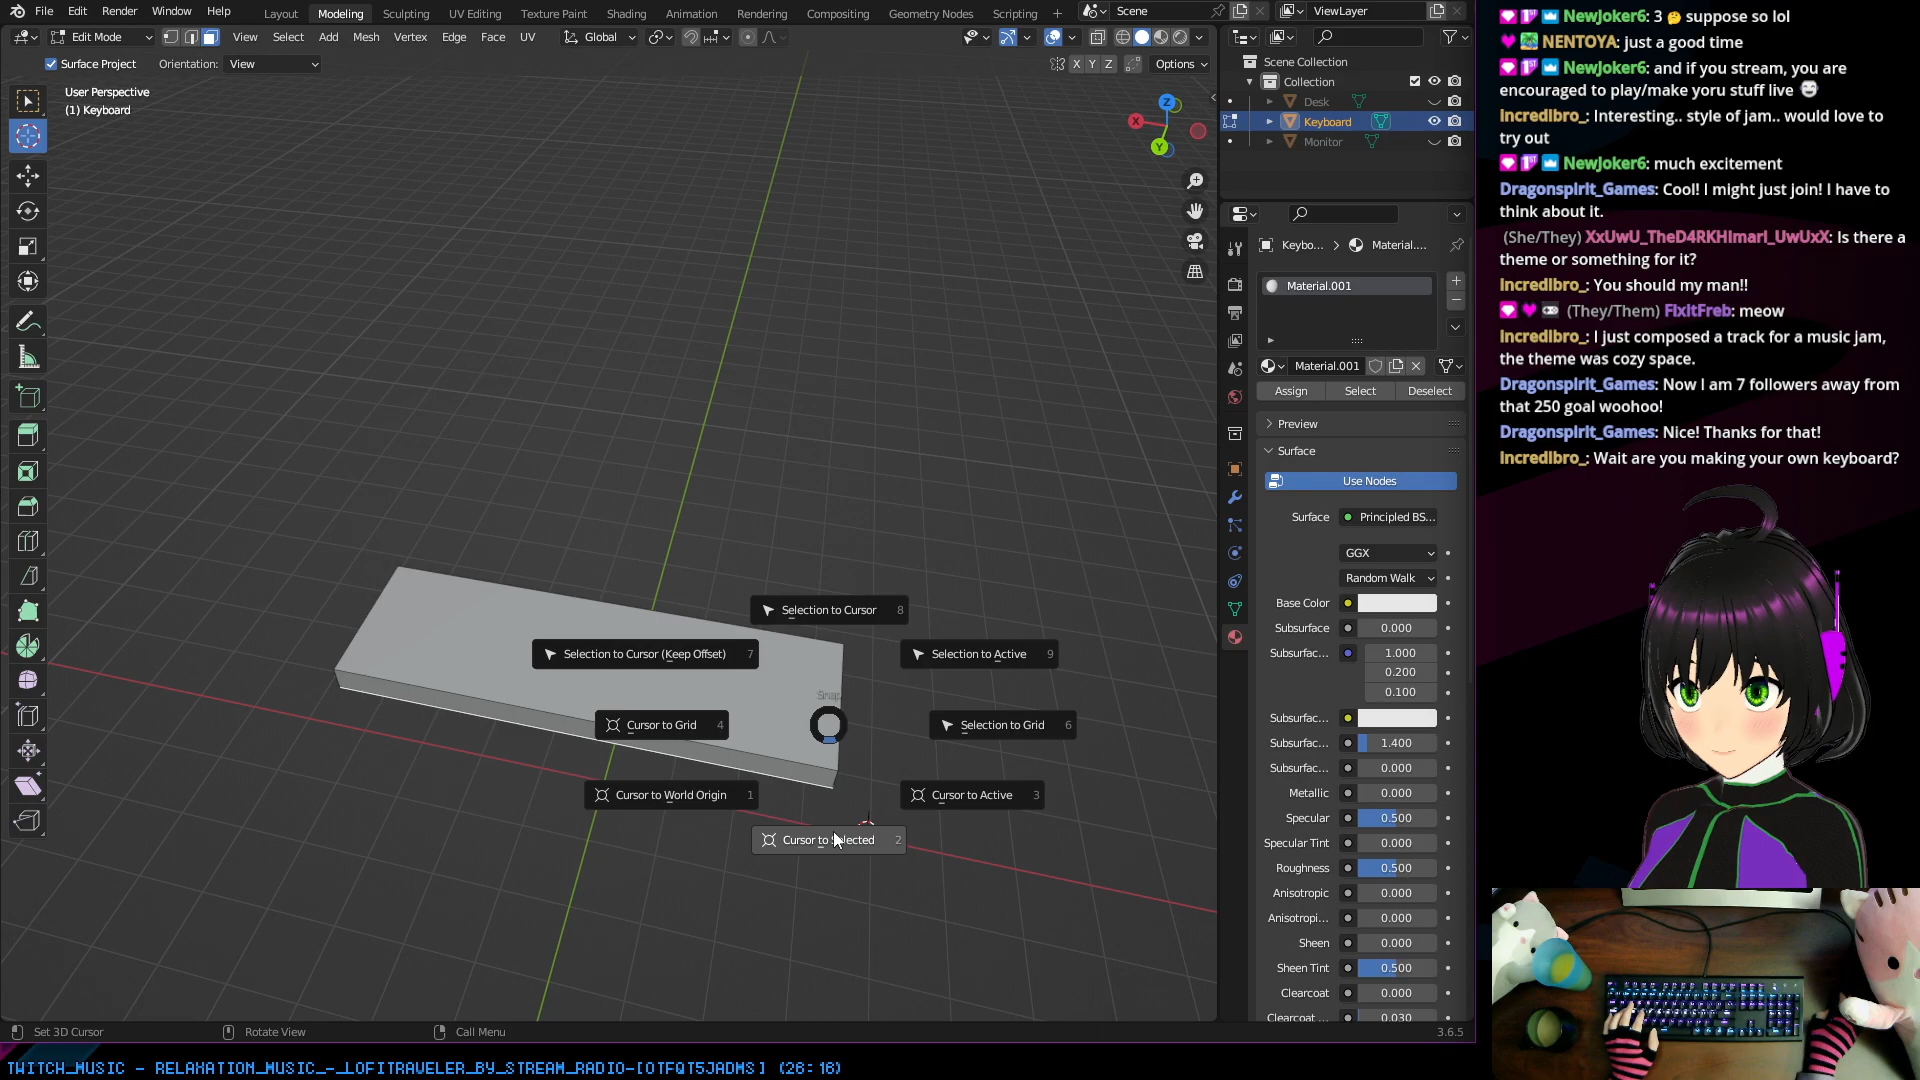 File Edit Render Window Help
Layout Modeling Sculpting UV Editing Texture Paint Shading Animation Rendering Compositing Geometry Nodes Scripting +
Scene
ViewLayer
Edit Mode
View Select Add Mesh Vertex Edge Face UV
Global
Surface Project Orientation: View
X Y Z Options
User Perspective
(1) Keyboard
Z
X
Y
Selection to Cursor 8
Selection to Cursor (Keep Offset) 7
Selection to Active 9
Snap
Cursor to Grid 4
Selection to Grid 6
Cursor to World Origin 1
Cursor to Active 3
2
Set 3D Cursor
Rotate View
Call Menu
3.6.5
Scene Collection
Collection
Desk
Keyboard
Monitor
Keybo... > Material....
Material.001
Material.001
Assign Select Deselect
Preview
Surface
Use Nodes
Surface Principled BS...
GGX
Random Walk
Base Color
Subsurface 0.000
Subsurfac... 1.000
0.200
0.100
Subsurfac...
Subsurfac... 1.400
Subsurfac... 0.000
Metallic 0.000
Specular 0.500
Specular Tint 0.000
Roughness 0.500
Anisotropic 0.000
Anisotropi... 0.000
Sheen 0.000
Sheen Tint 0.500
Clearcoat 0.000
Clearcoat ... 0.030
NewJoker6: 3 🤔 suppose so lol
NENTOYA: just a good time
NewJoker6: and if you stream, you are
encouraged to play/make yoru stuff live
IncredIbro_: Interesting.. style of jam.. would love to
try out
NewJoker6: much excitement
Dragonspirit_Games: Cool! I might just join! I have to
think about it.
(She/They) XxUwU_TheD4RKHImarI_UwUxX: Is there a
theme or something for it?
IncredIbro_: You should my man!!
(They/Them) FixitFreb: meow
IncredIbro_: I just composed a track for a music jam,
the theme was cozy space.
Dragonspirit_Games: Now I am 7 followers away from
that 250 goal woohoo!
Dragonspirit_Games: Nice! Thanks for that!
IncredIbro_: Wait are you making your own keyboard?
TWITCH_MUSIC - RELAXATION_MUSIC_-_LOFITRAVELER_BY_STREAM_RADIO-[OTFQT5JADMS] (26:16)